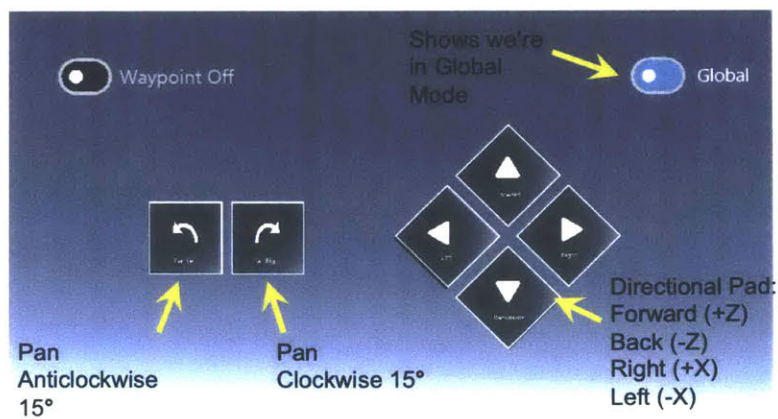 Shows we're
in Global
Mode
Waypoint Off
Global
Right
Directional Pad:
Forward (+Z)
Back (-Z)
Right (+X)
Left (-X)
Pan
Anticlockwise
15°
Pan
Clockwise 15°